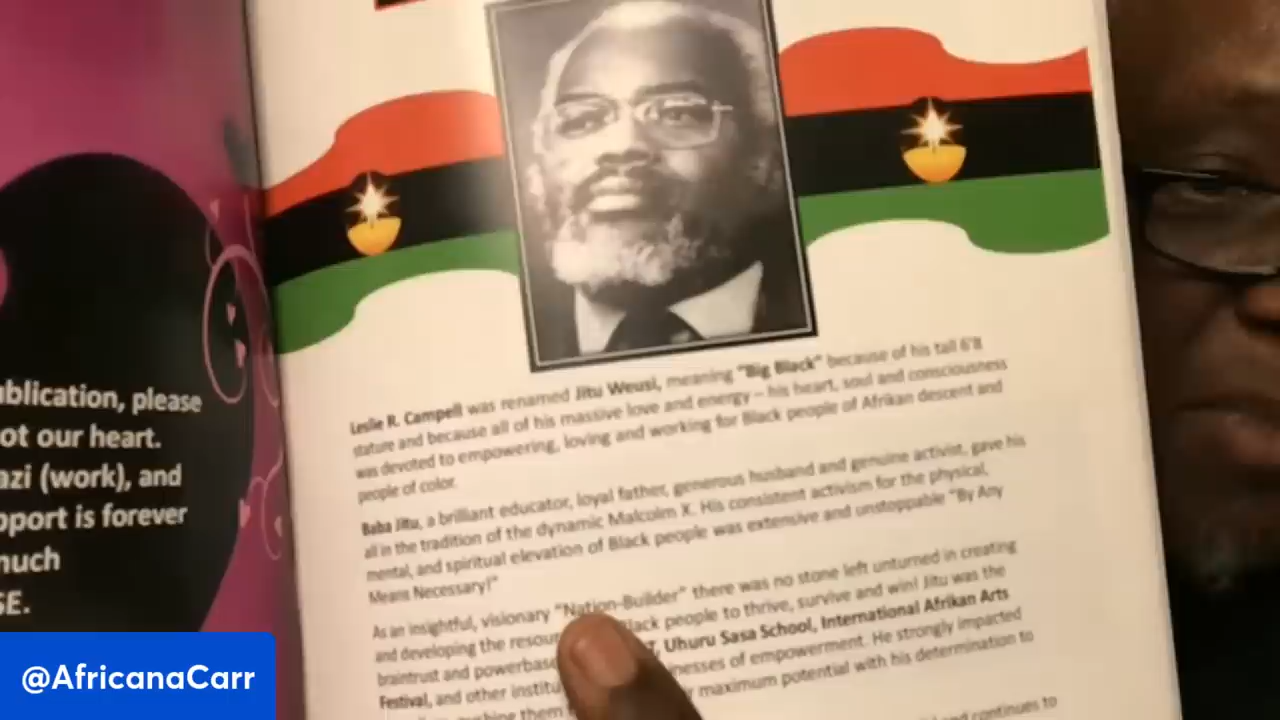 ublication, please
ot our heart.
azi (work), and
pport is forever
much
SE.
Leslie R. Campell was renamed Jitu Weusi, meaning "Big Black" because of his tall 6'8
stature and because all of his massive love and energy – his heart, soul and consciousness
was devoted to empowering, loving and working for Black people of Afrikan descent and
people of color.
Baba Jitu, a brilliant educator, loyal father, generous husband and genuine activist, gave his
all in the tradition of the dynamic Malcolm X. His consistent activism for the physical,
mental, and spiritual elevation of Black people was extensive and unstoppable "By Any
Means Necessary!"
As an insightful, visionary "Nation-Builder" there was no stone left unturned in creating
and developing the resour Black people to thrive, survive and win! Jitu was the
braintrust and powerbase T, Uhuru Sasa School, International Afrikan Arts
Festival, and other institu inesses of empowerment. He strongly impacted
pushing them r maximum potential with his determination to
and continues to
@AfricanaCarr